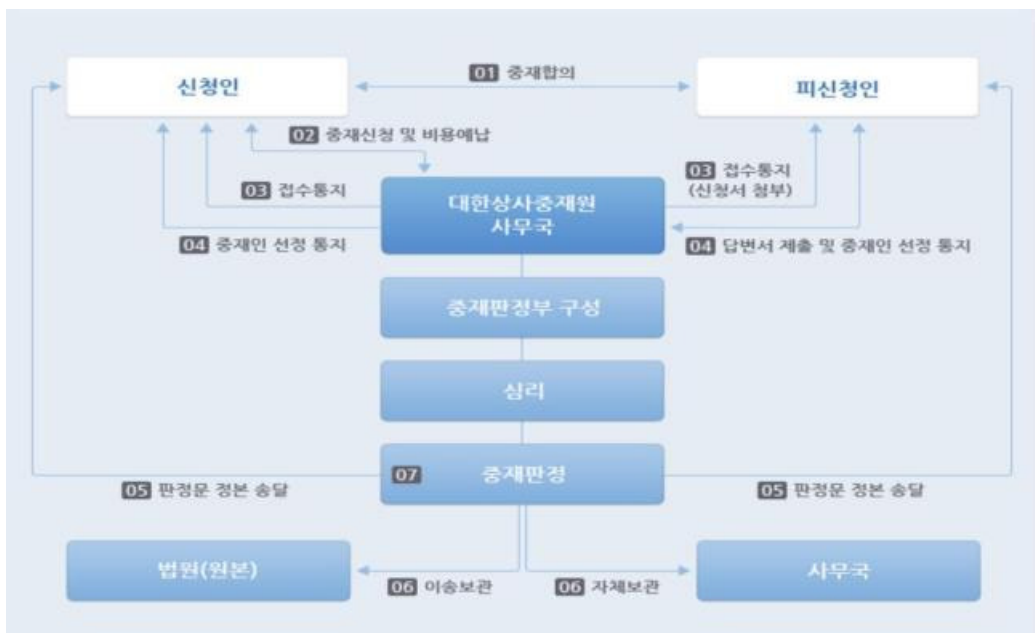 01 중재합의
신청인
피신청인
02 중재신청 및 비용예납
03 접수통지
대한상사중재원
사무국
03 접수통지
(신청서 첨부)
04 중재인 선정 통지
04 답변서 제출 및 중재인 선정 통지
중재판정부 구성
심리
07 중재판정
05 판정문 정본 송달
05 판정문 정본 송달
법원(원본)
06 이송보관
06 자체보관
사무국